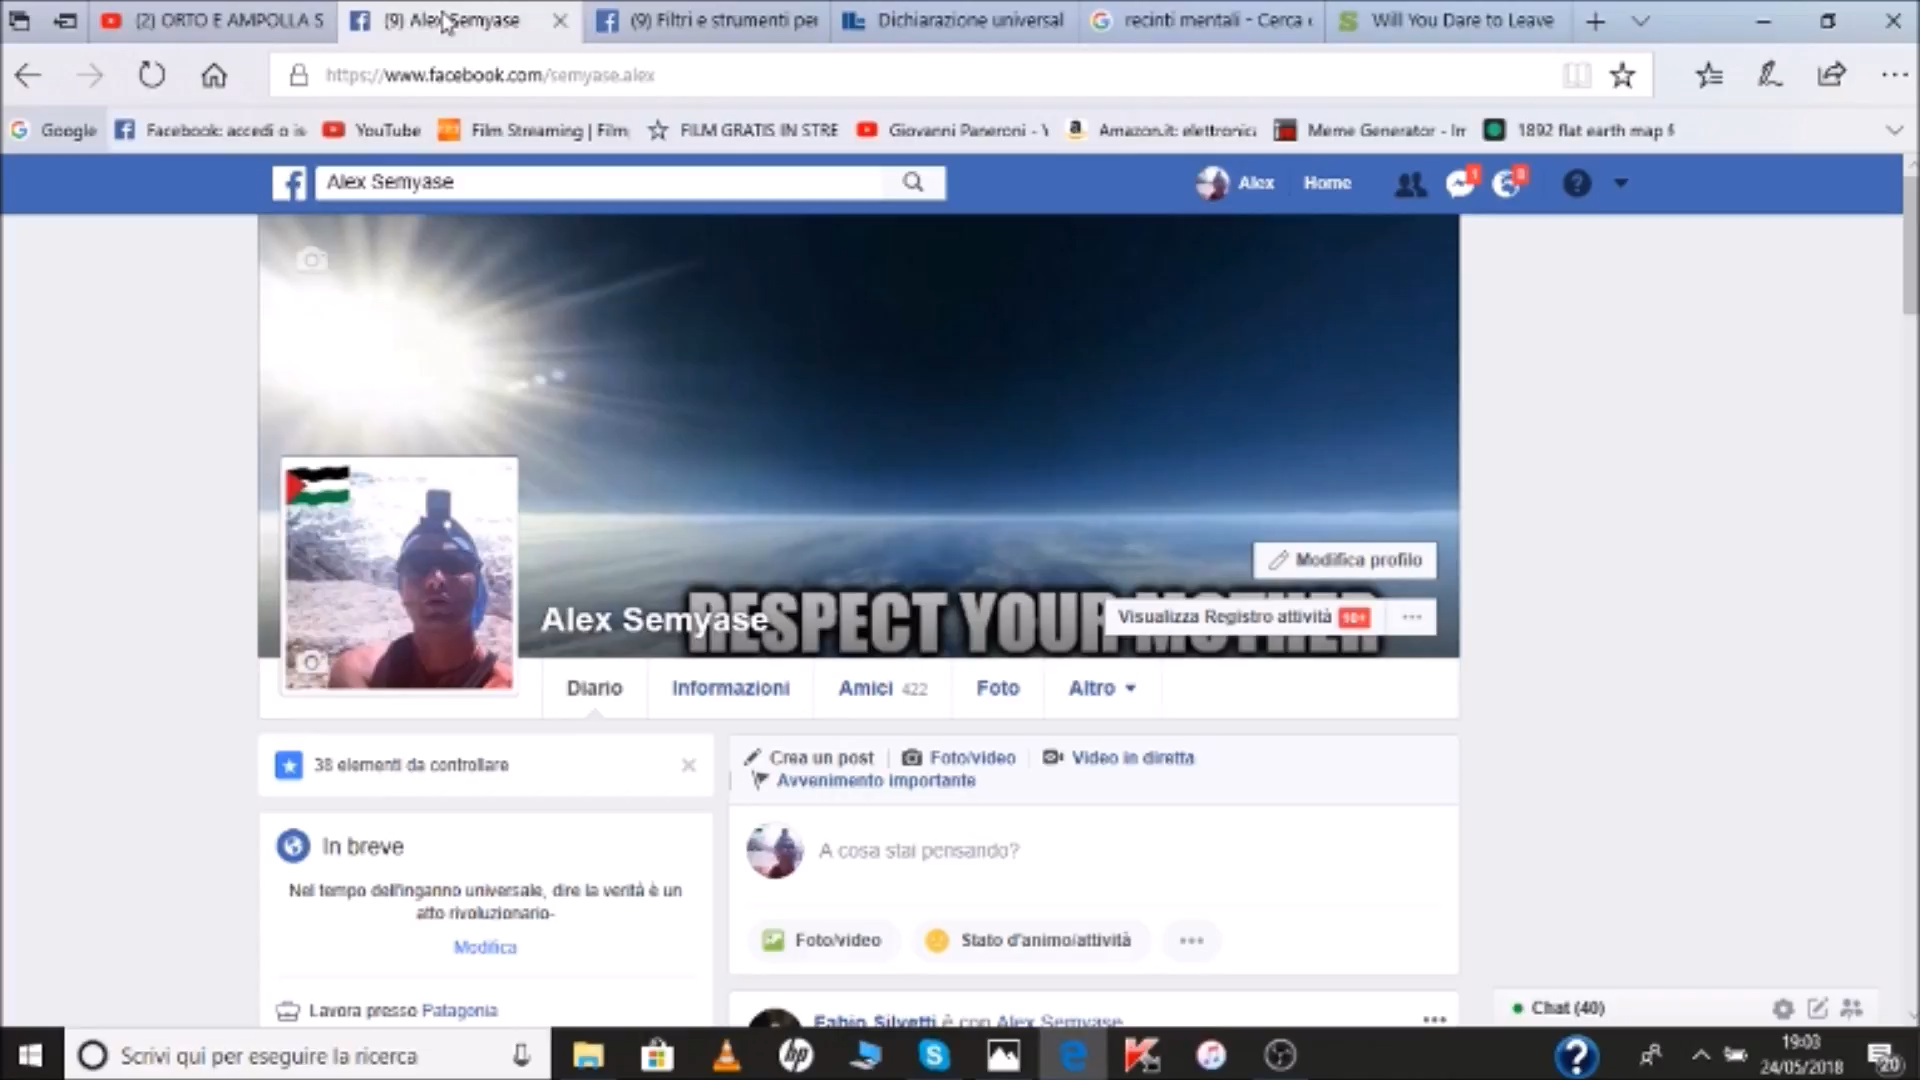 (2) ORTO E AMPOLLA S
(9) Alex Semyase
(9) Filtri e strumenti per
Dichiarazione universal
recinti mentali - Cerca c
Will You Dare to Leave
https://www.facebook.com/semyase.alex
Google
Facebook: accedi o is
YouTube
Film Streaming | Film
FILM GRATIS IN STRE
Giovanni Paneroni - Y
Amazon.it: elettronica
Meme Generator - Im
1892 flat earth map f
Alex Semyase
Alex
Home
1
Modifica profilo
Visualizza Registro attività 10+
Alex Semyase
RESPECT YOUR MOTHER
Diario
Informazioni
Amici 422
Foto
Altro
38 elementi da controllare
Crea un post
Foto/video
Video in diretta
Avvenimento importante
In breve
A cosa stai pensando?
Nel tempo dell'inganno universale, dire la verità è un
atto rivoluzionario-
Modifica
Foto/video
Stato d'animo/attività
Lavora presso Patagonia
Fabio Silvetti è con Alex Semyase
Chat (40)
Scrivi qui per eseguire la ricerca
hp
19:03
24/05/2018
20